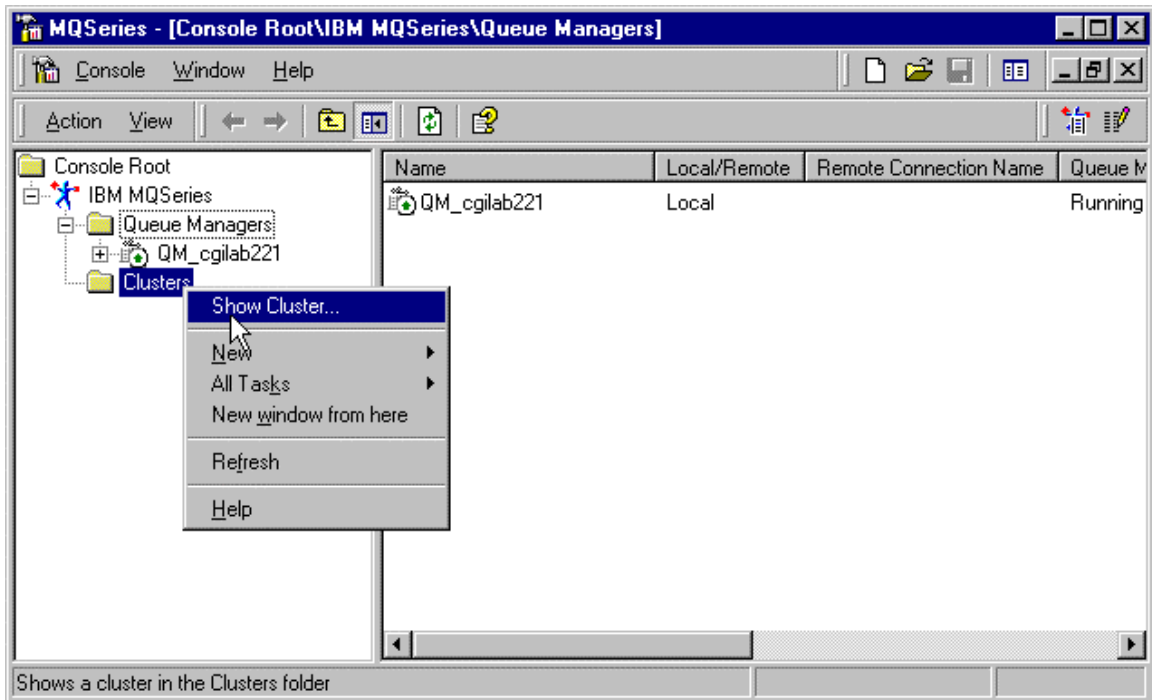 MQSeries - [Console Root\IBM MQSeries\Queue Managers]
Console Window Help
Action View
Console Root
IBM MQSeries
Queue Managers
QM_cgilab221
Clusters
Show Cluster...
New
All Tasks
New window from here
Refresh
Help
Name Local/Remote Remote Connection Name Queue M
QM_cgilab221 Local Running
Shows a cluster in the Clusters folder